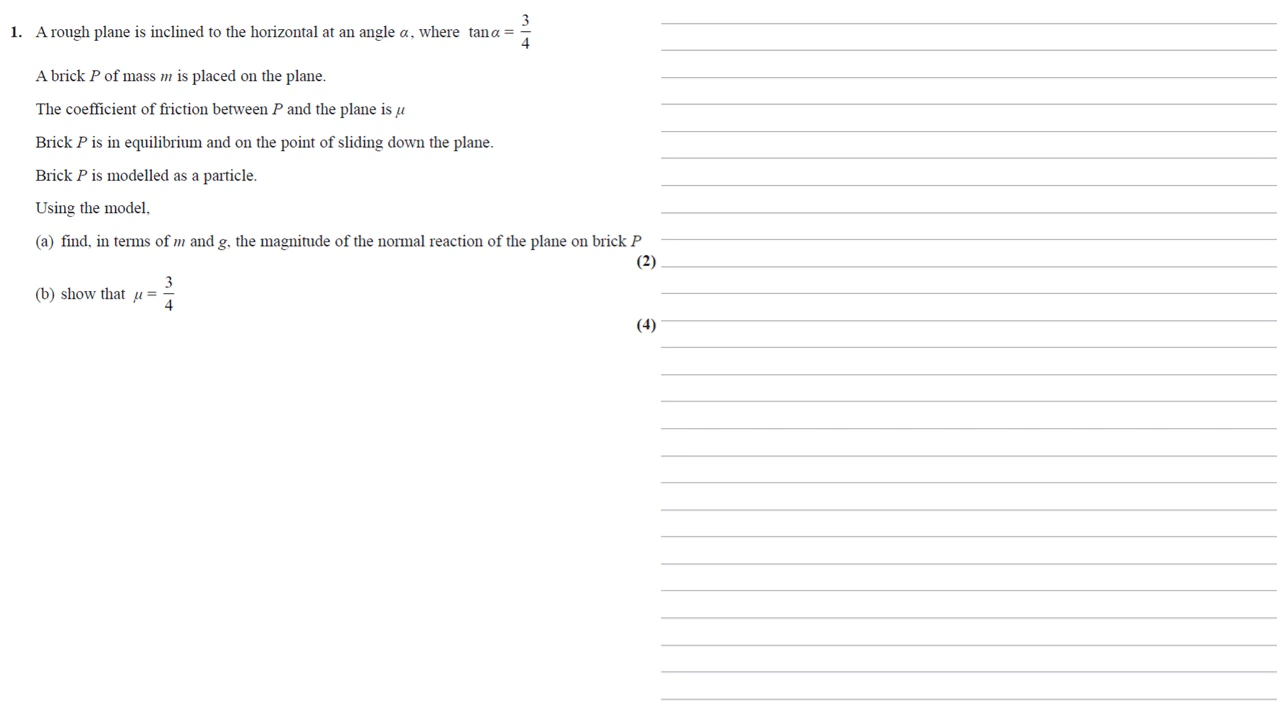 1. A rough plane is inclined to the horizontal at an angle α, where tan α = 3/4
A brick P of mass m is placed on the plane.
The coefficient of friction between P and the plane is μ
Brick P is in equilibrium and on the point of sliding down the plane.
Brick P is modelled as a particle.
Using the model,
(a) find, in terms of m and g, the magnitude of the normal reaction of the plane on brick P
(2)
(b) show that μ = 3/4
(4)